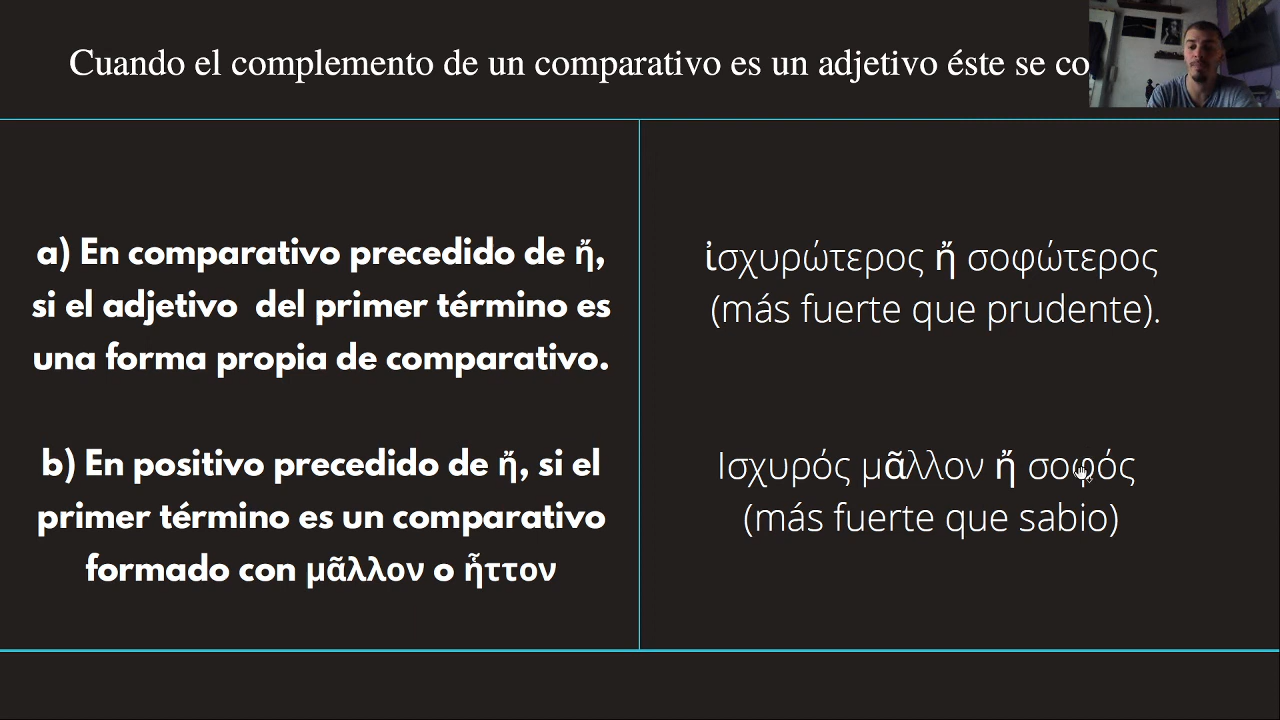 Cuando el complemento de un comparativo es un adjetivo éste se co
a) En comparativo precedido de ἤ,
si el adjetivo del primer término es
una forma propia de comparativo.
ἰσχυρώτερος ἤ σοφώτερος
(más fuerte que prudente).
b) En positivo precedido de ἤ, si el
primer término es un comparativo
formado con μᾶλλον o ἧττον
Ισχυρός μᾶλλον ἤ σοφός
(más fuerte que sabio)